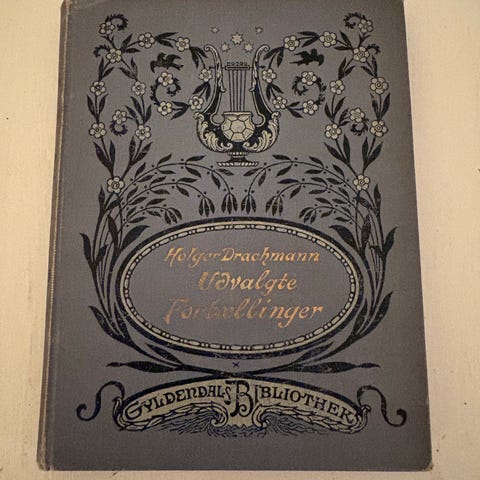 Holger Drachmann
Udvalgte
Fortællinger
GYLDENDALS BIBLIOTHEK